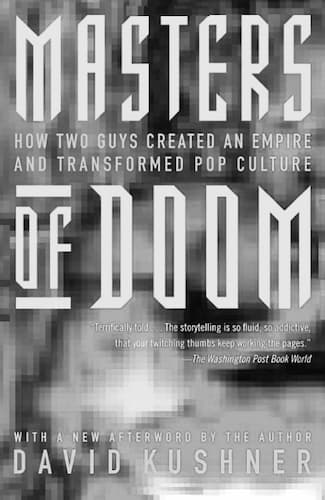 MASTERS
HOW TWO GUYS CREATED AN EMPIRE
AND TRANSFORMED POP CULTURE
OF DOOM
"Terrifically told. . . . The storytelling is so fluid, so addictive,
that your twitching thumbs keep working the pages."
—The Washington Post Book World
WITH A NEW AFTERWORD BY THE AUTHOR
DAVID KUSHNER